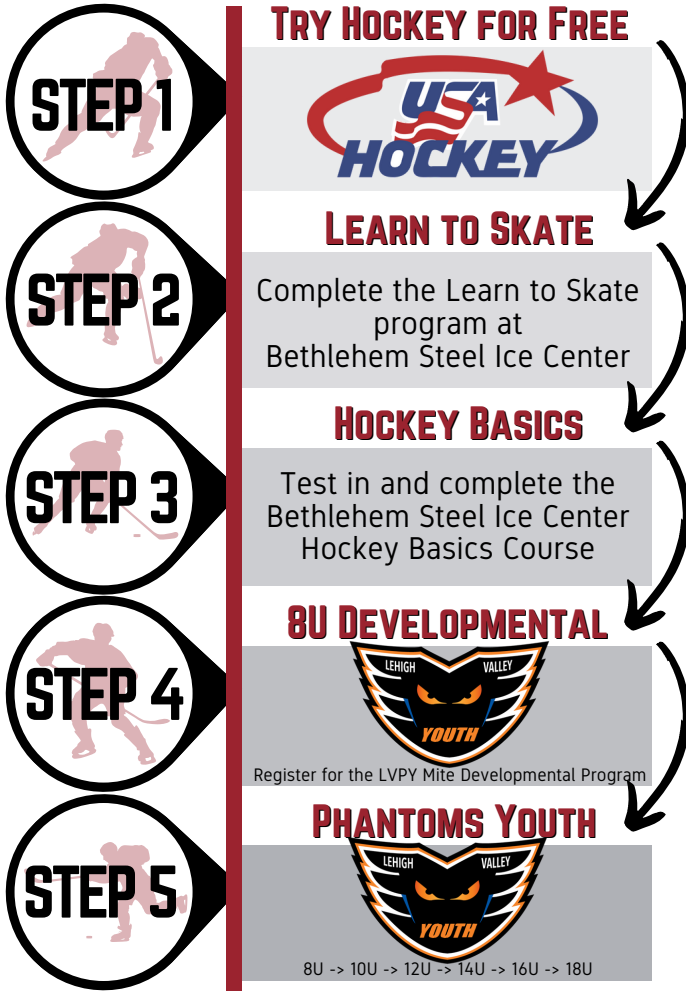 STEP 1
TRY HOCKEY FOR FREE
USA
HOCKEY
STEP 2
LEARN TO SKATE
Complete the Learn to Skate
program at
Bethlehem Steel Ice Center
STEP 3
HOCKEY BASICS
Test in and complete the
Bethlehem Steel Ice Center
Hockey Basics Course
STEP 4
8U DEVELOPMENTAL
LEHIGH VALLEY
YOUTH
Register for the LVPY Mite Developmental Program
STEP 5
PHANTOMS YOUTH
LEHIGH VALLEY
YOUTH
8U -> 10U -> 12U -> 14U -> 16U -> 18U